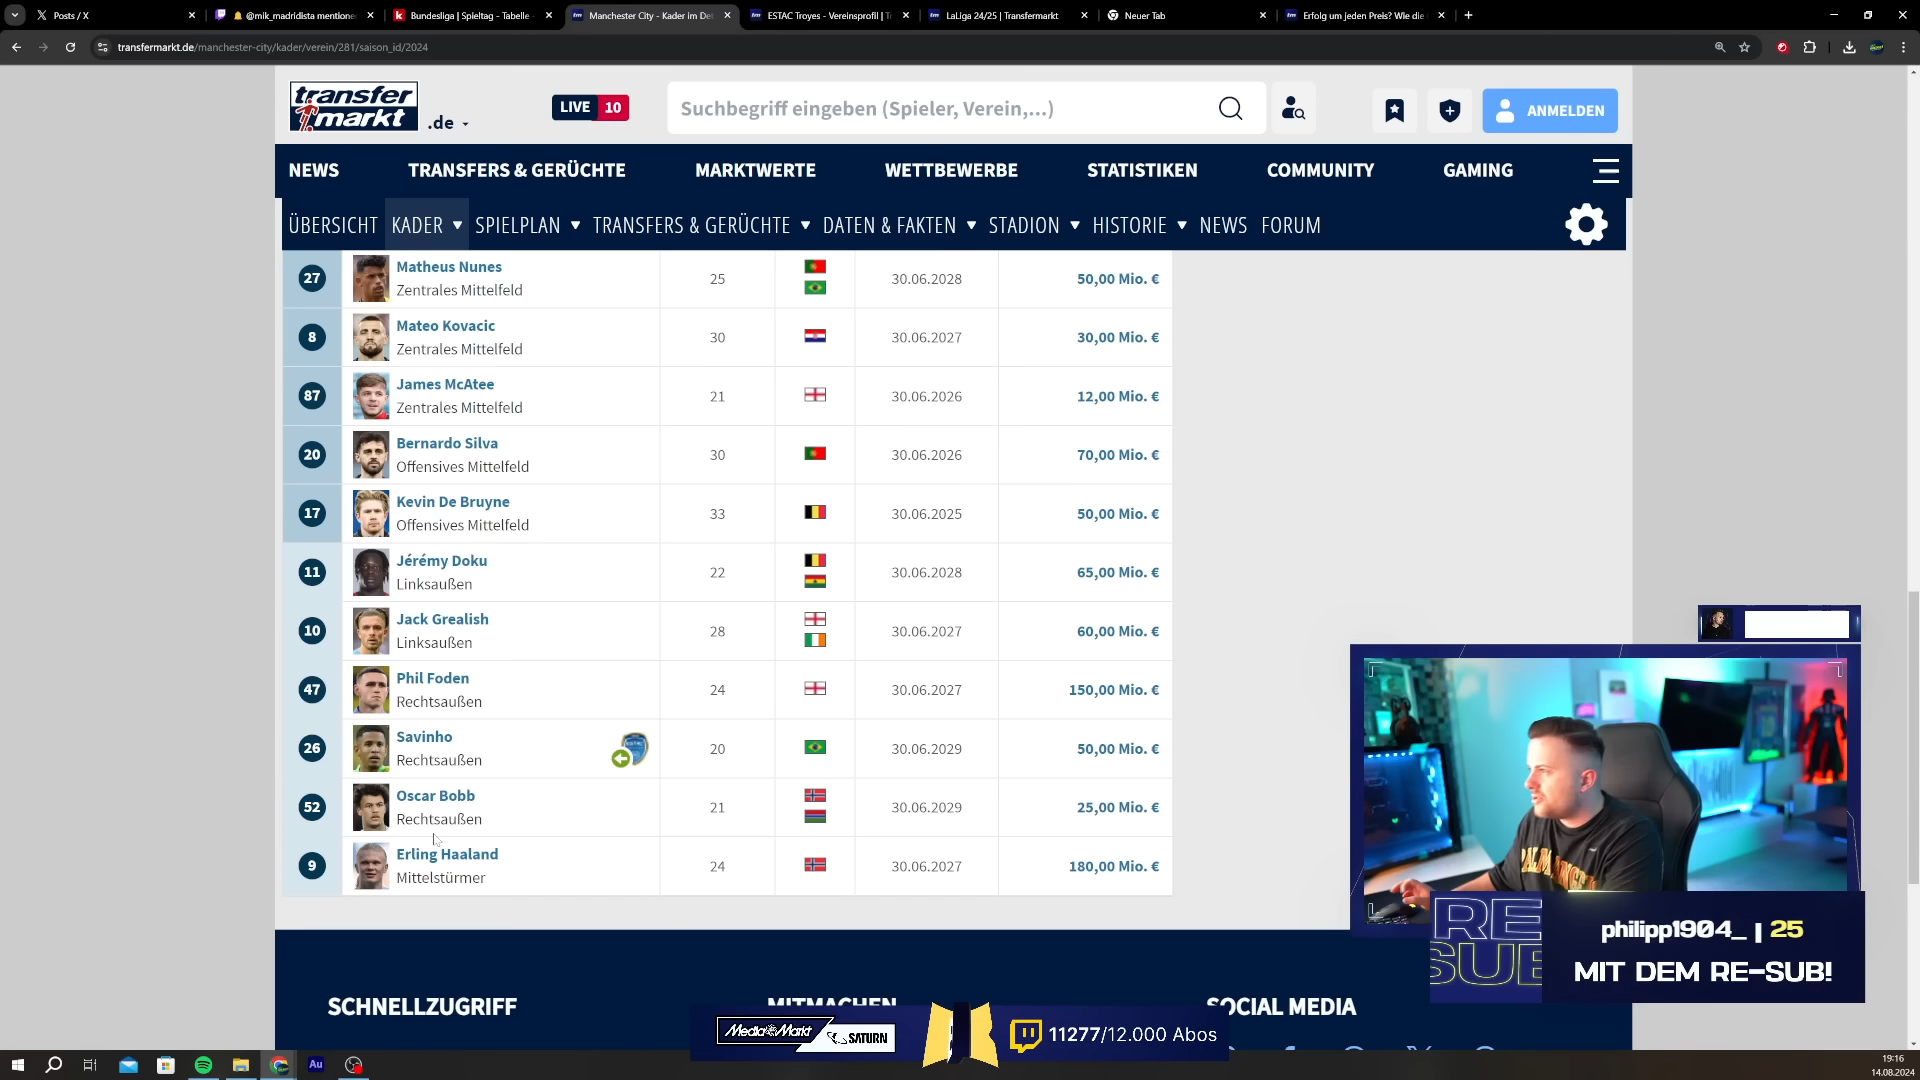 Posts / X
@mik_madridista mentione
Bundesliga | Spieltag - Tabelle -
Manchester City - Kader im De
ESTAC Troyes - Vereinsprofil | T
LaLiga 24/25 | Transfermarkt
Neuer Tab
Erfolg um jeden Preis? Wie die
transfermarkt.de/manchester-city/kader/verein/281/saison_id/2024
transfer
markt
.de
LIVE 10
Suchbegriff eingeben (Spieler, Verein,...)
ANMELDEN
NEWS
TRANSFERS & GERÜCHTE
MARKTWERTE
WETTBEWERBE
STATISTIKEN
COMMUNITY
GAMING
ÜBERSICHT
KADER
SPIELPLAN
TRANSFERS & GERÜCHTE
DATEN & FAKTEN
STADION
HISTORIE
NEWS
FORUM
27 Matheus Nunes 25 30.06.2028 50,00 Mio. €
Zentrales Mittelfeld
8 Mateo Kovacic 30 30.06.2027 30,00 Mio. €
Zentrales Mittelfeld
87 James McAtee 21 30.06.2026 12,00 Mio. €
Zentrales Mittelfeld
20 Bernardo Silva 30 30.06.2026 70,00 Mio. €
Offensives Mittelfeld
17 Kevin De Bruyne 33 30.06.2025 50,00 Mio. €
Offensives Mittelfeld
11 Jérémy Doku 22 30.06.2028 65,00 Mio. €
Linksaußen
10 Jack Grealish 28 30.06.2027 60,00 Mio. €
Linksaußen
47 Phil Foden 24 30.06.2027 150,00 Mio. €
Rechtsaußen
26 Savinho 20 30.06.2029 50,00 Mio. €
Rechtsaußen
52 Oscar Bobb 21 30.06.2029 25,00 Mio. €
Rechtsaußen
9 Erling Haaland 24 30.06.2027 180,00 Mio. €
Mittelstürmer
PALM ANGELS
RE
SUB
philipp1904_ | 25
MIT DEM RE-SUB!
SCHNELLZUGRIFF
MITMACHEN
SOCIAL MEDIA
MediaMarkt
SATURN
11277/12.000 Abos
Au
19:16
14.08.2024